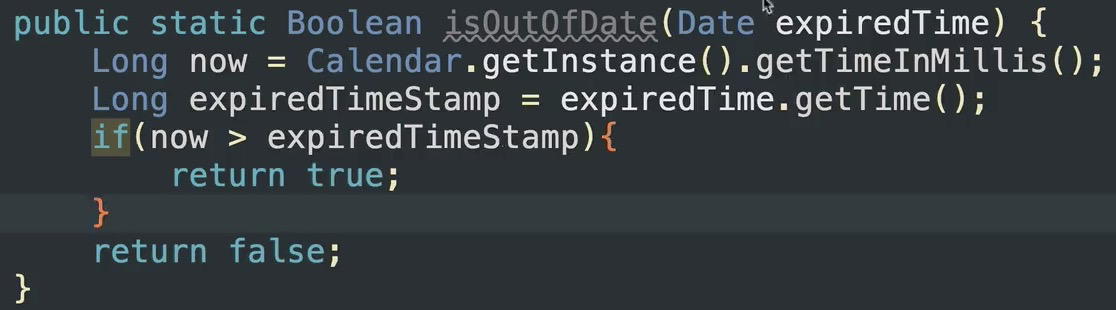 public static Boolean isOutOfDate(Date expiredTime) {
    Long now = Calendar.getInstance().getTimeInMillis();
    Long expiredTimeStamp = expiredTime.getTime();
    if(now > expiredTimeStamp){
        return true;
    }
    return false;
}